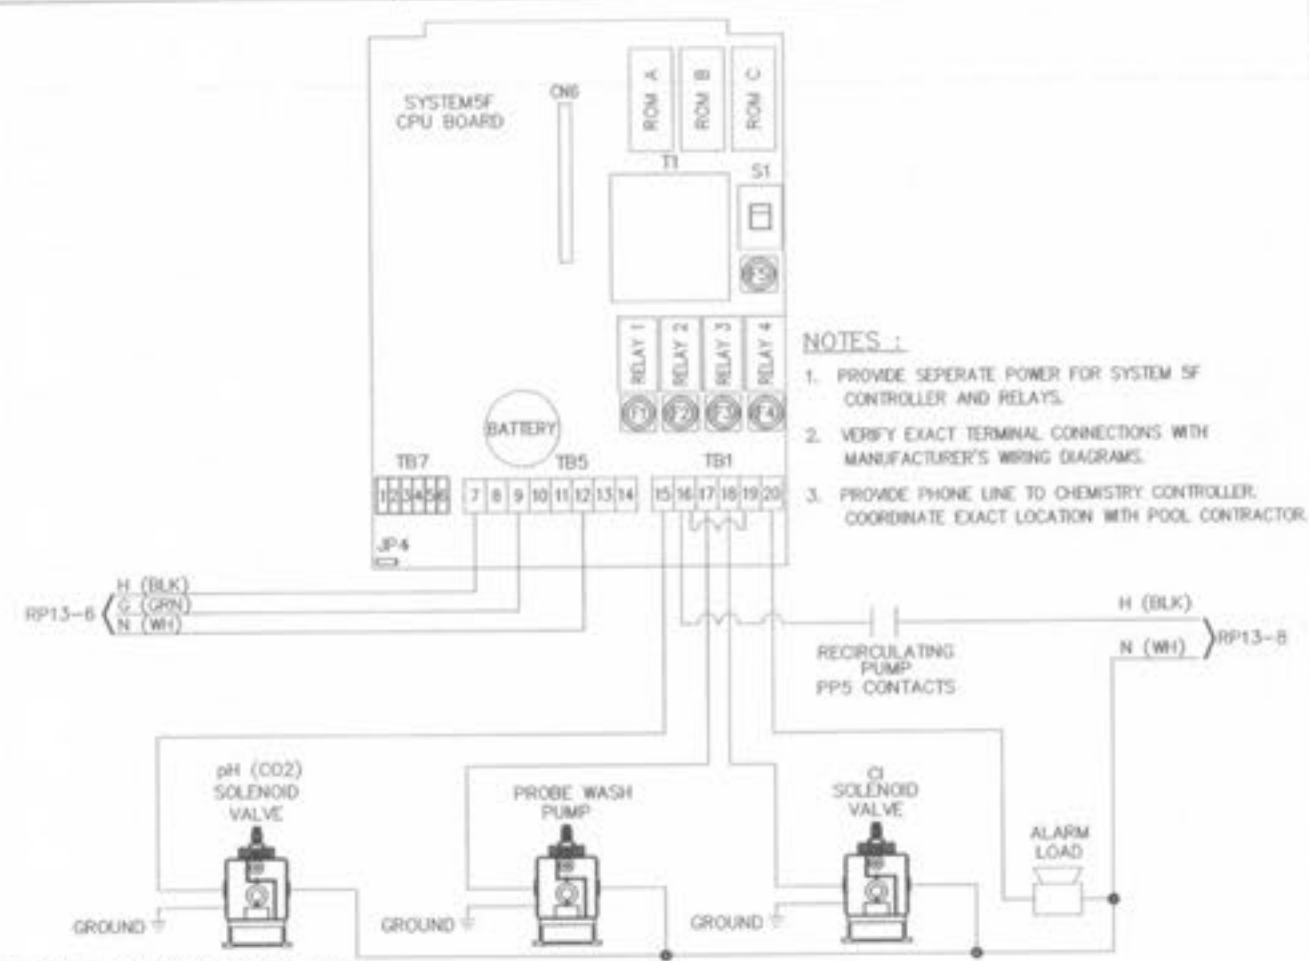 SYSTEM5F
CPU BOARD
CN6
ROM A
ROM B
ROM C
T1
S1
F5
RELAY 1
RELAY 2
RELAY 3
RELAY 4
F1
F2
F3
F4
BATTERY
TB7
TB5
TB1
1 2 3 4 5 6
7 8 9 10 11 12 13 14
15 16 17 18 19 20
JP4
NOTES :
1. PROVIDE SEPERATE POWER FOR SYSTEM 5F
CONTROLLER AND RELAYS.
2. VERIFY EXACT TERMINAL CONNECTIONS WITH
MANUFACTURER'S WIRING DIAGRAMS.
3. PROVIDE PHONE LINE TO CHEMISTRY CONTROLLER.
COORDINATE EXACT LOCATION WITH POOL CONTRACTOR.
RP13-6
H (BLK)
G (GRN)
N (WH)
H (BLK)
N (WH)
RP13-8
RECIRCULATING
PUMP
PP5 CONTACTS
pH (CO2)
SOLENOID
VALVE
GROUND
PROBE WASH
PUMP
GROUND
Cl
SOLENOID
VALVE
GROUND
ALARM
LOAD